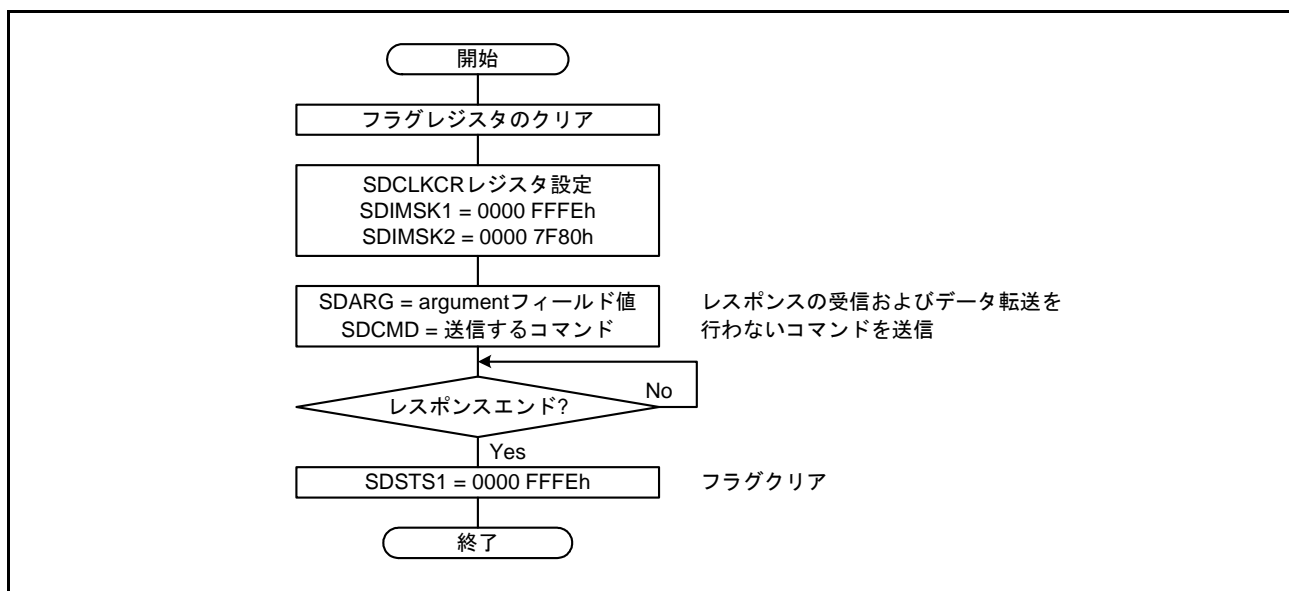 開始
フラグレジスタのクリア
SDCLKCRレジスタ設定
SDIMSK1 = 0000 FFFEh
SDIMSK2 = 0000 7F80h
SDARG = argumentフィールド値
SDCMD = 送信するコマンド
レスポンスの受信およびデータ転送を
行わないコマンドを送信
No
レスポンスエンド?
Yes
SDSTS1 = 0000 FFFEh
フラグクリア
終了